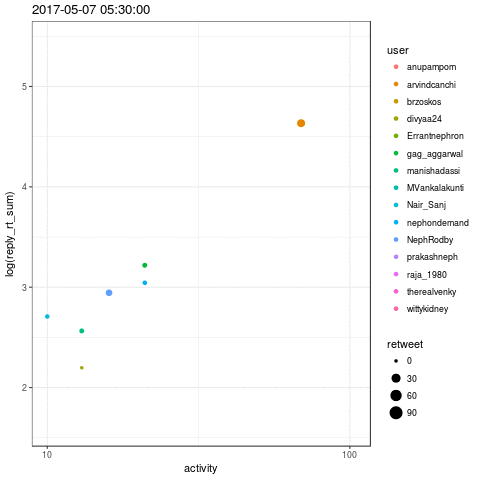 2017-05-07 05:30:00
log(reply_rt_sum)
5
4
3
2
10
100
activity
user
anupampom
arvindcanchi
brzoskos
divyaa24
Errantnephron
gag_aggarwal
manishadassi
MVankalakunti
Nair_Sanj
nephondemand
NephRodby
prakashneph
raja_1980
therealvenky
wittykidney
retweet
0
30
60
90